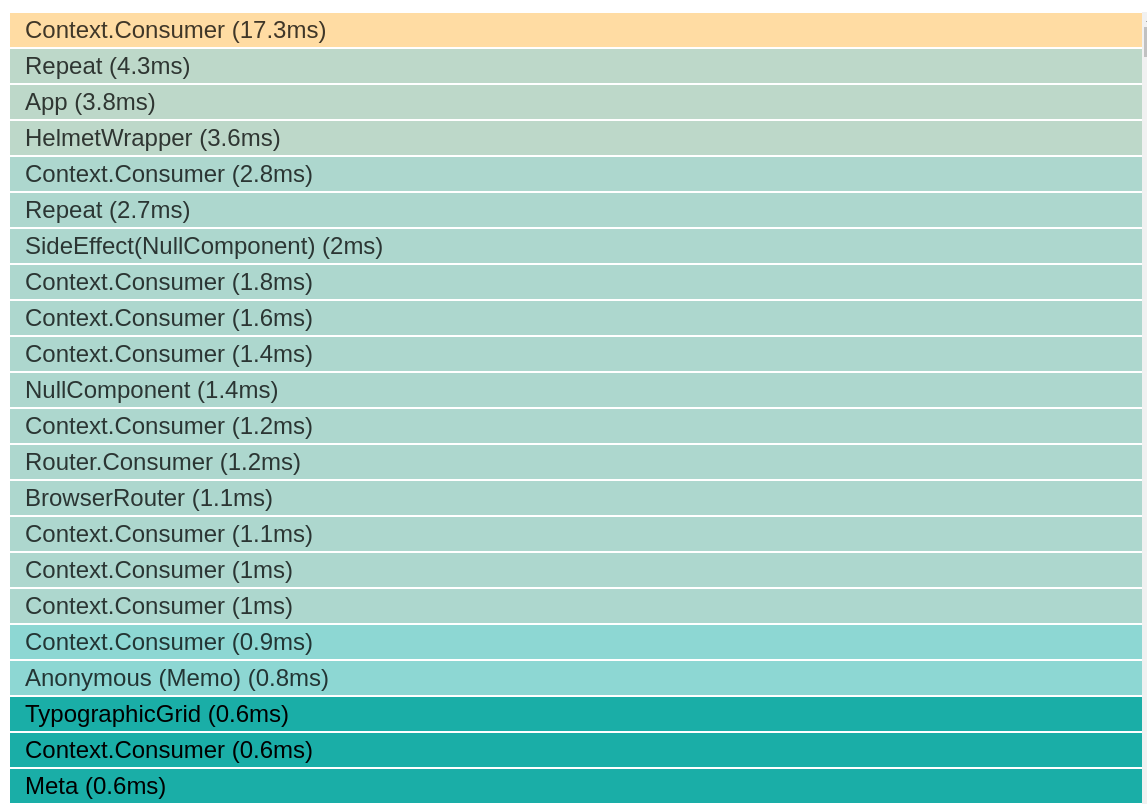 Context.Consumer (17.3ms)
Repeat (4.3ms)
App (3.8ms)
HelmetWrapper (3.6ms)
Context.Consumer (2.8ms)
Repeat (2.7ms)
SideEffect(NullComponent) (2ms)
Context.Consumer (1.8ms)
Context.Consumer (1.6ms)
Context.Consumer (1.4ms)
NullComponent (1.4ms)
Context.Consumer (1.2ms)
Router.Consumer (1.2ms)
BrowserRouter (1.1ms)
Context.Consumer (1.1ms)
Context.Consumer (1ms)
Context.Consumer (1ms)
Context.Consumer (0.9ms)
Anonymous (Memo) (0.8ms)
TypographicGrid (0.6ms)
Context.Consumer (0.6ms)
Meta (0.6ms)